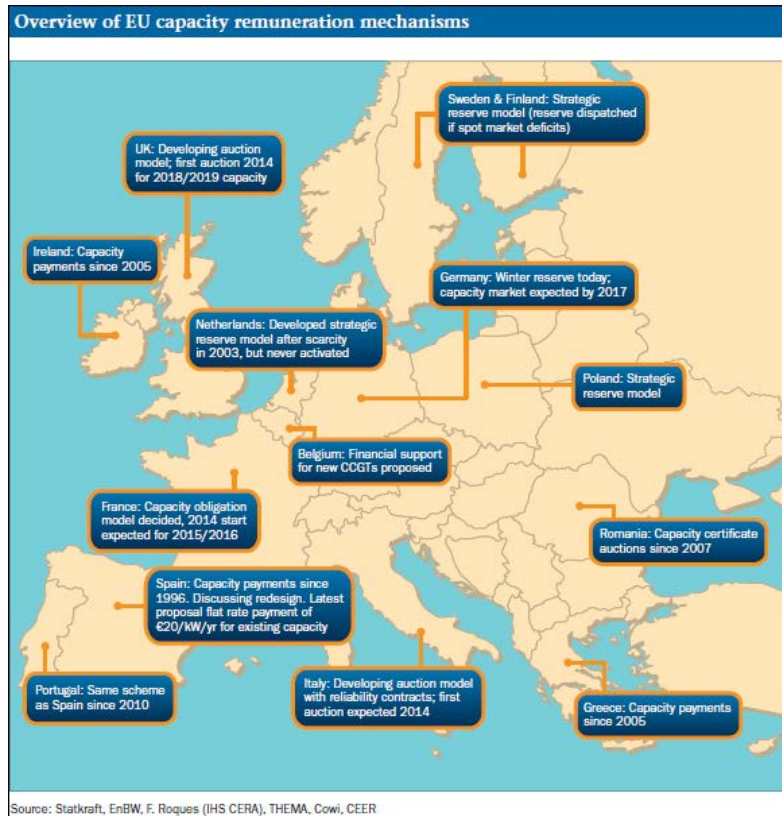 Overview of EU capacity remuneration mechanisms
Sweden & Finland: Strategic
reserve model (reserve dispatched
if spot market deficits)
UK: Developing auction
model; first auction 2014
for 2018/2019 capacity
Ireland: Capacity
payments since 2005
Germany: Winter reserve today;
capacity market expected by 2017
Netherlands: Developed strategic
reserve model after scarcity
in 2003, but never activated
Poland: Strategic
reserve model
Belgium: Financial support
for new CCGTs proposed
France: Capacity obligation
model decided, 2014 start
expected for 2015/2016
Romania: Capacity certificate
auctions since 2007
Spain: Capacity payments since
1996. Discussing redesign. Latest
proposal flat rate payment of
€20/kW/yr for existing capacity
Portugal: Same scheme
as Spain since 2010
Italy: Developing auction model
with reliability contracts; first
auction expected 2014
Greece: Capacity payments
since 2005
Source: Statkraft, EnBW, F. Roques (IHS CERA), THEMA, Cowi, CEER